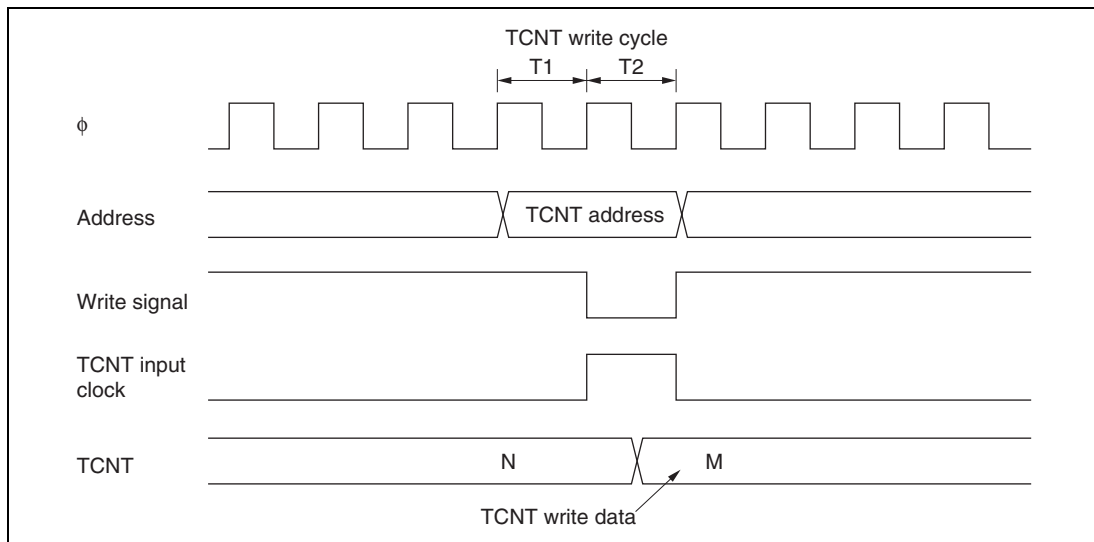 TCNT write cycle
T1 T2
ϕ
Address
TCNT address
Write signal
TCNT input
clock
TCNT
N
M
TCNT write data